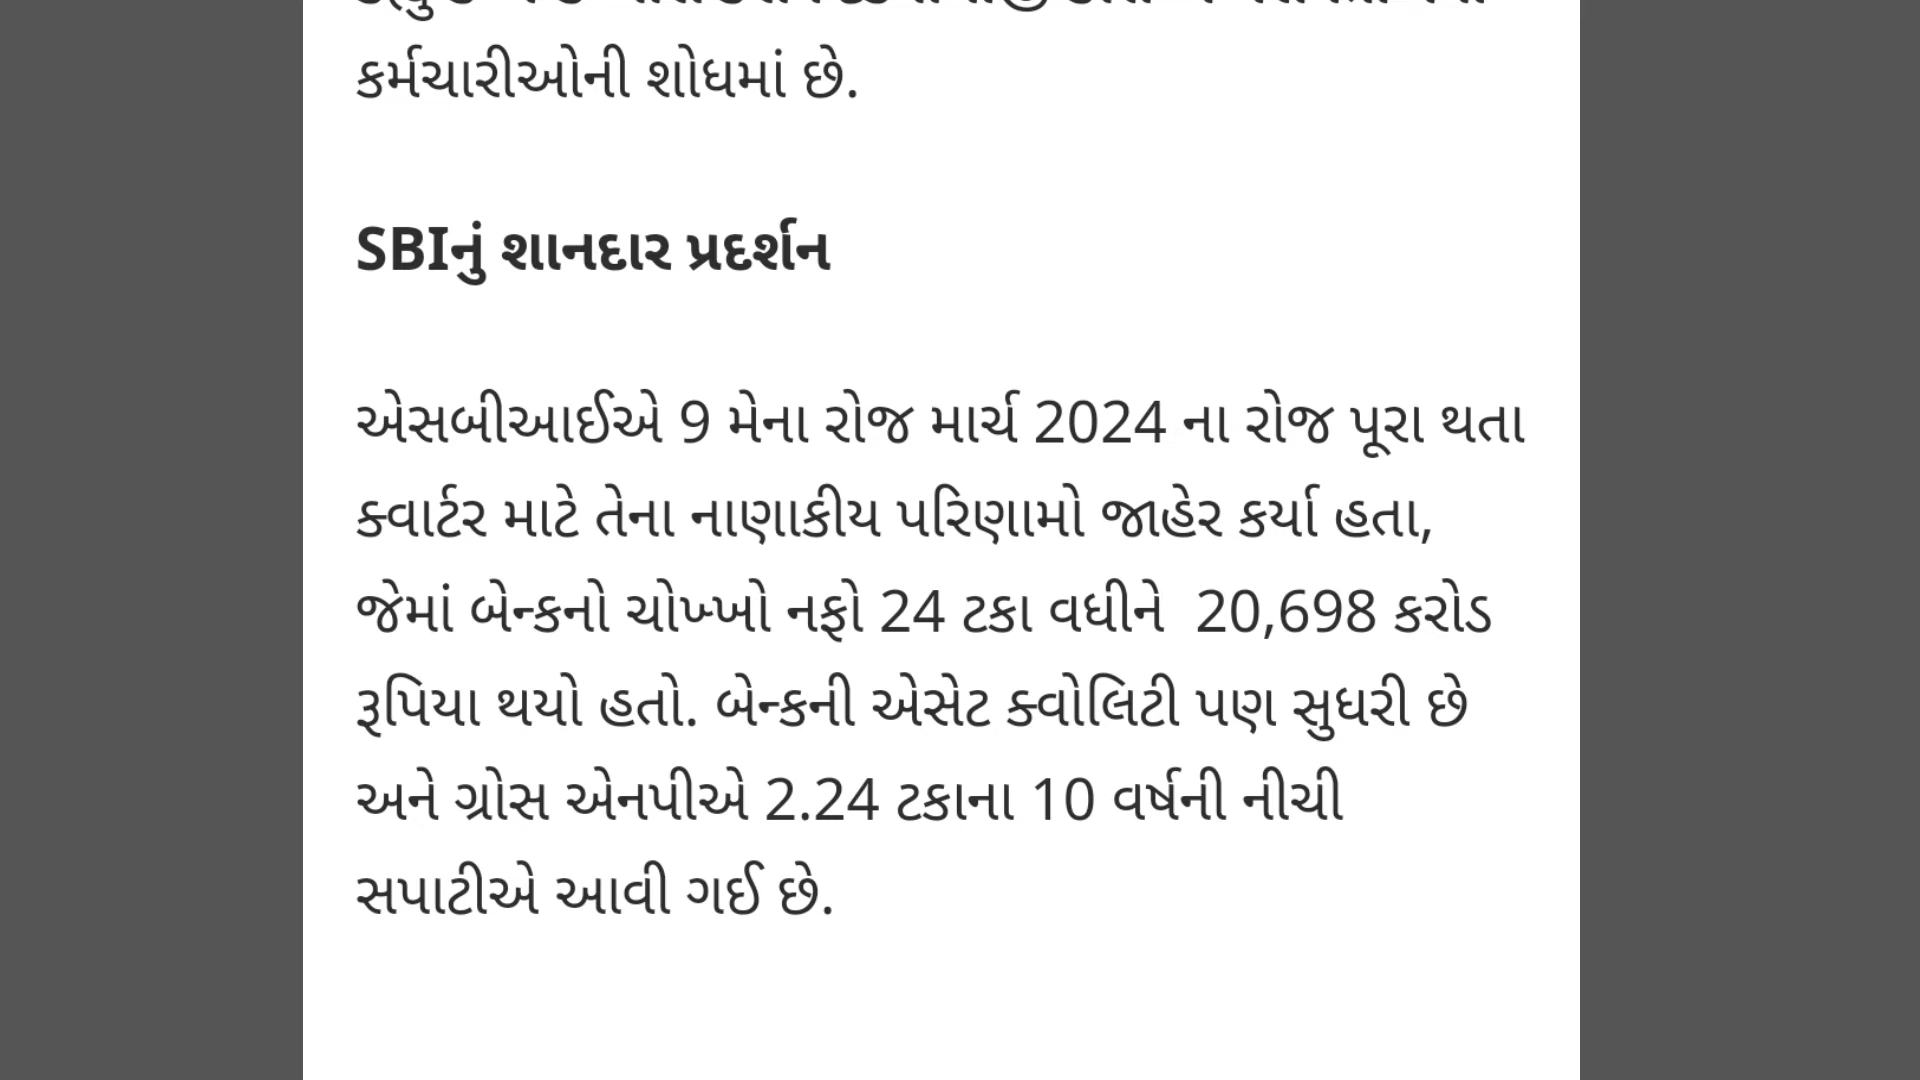 કર્મચારીઓની શોધમાં છે.
SBIનું શાનદાર પ્રદર્શન
એસબીઆઈએ 9 મેના રોજ માર્ચ 2024 ના રોજ પૂરા થતા
ક્વાર્ટર માટે તેના નાણાકીય પરિણામો જાહેર કર્યા હતા,
જેમાં બેન્કનો ચોખ્ખો નફો 24 ટકા વધીને  20,698 કરોડ
રૂપિયા થયો હતો. બેન્કની એસેટ ક્વોલિટી પણ સુધરી છે
અને ગ્રોસ એનપીએ 2.24 ટકાના 10 વર્ષની નીચી
સપાટીએ આવી ગઈ છે.